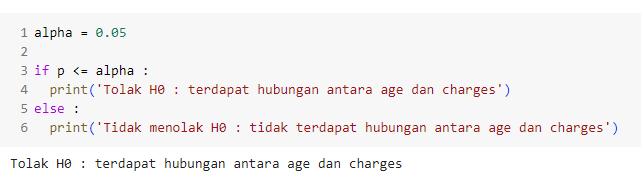 1 alpha = 0.05
2
3 if p <= alpha :
4   print('Tolak H0 : terdapat hubungan antara age dan charges')
5 else :
6   print('Tidak menolak H0 : tidak terdapat hubungan antara age dan charges')
Tolak H0 : terdapat hubungan antara age dan charges